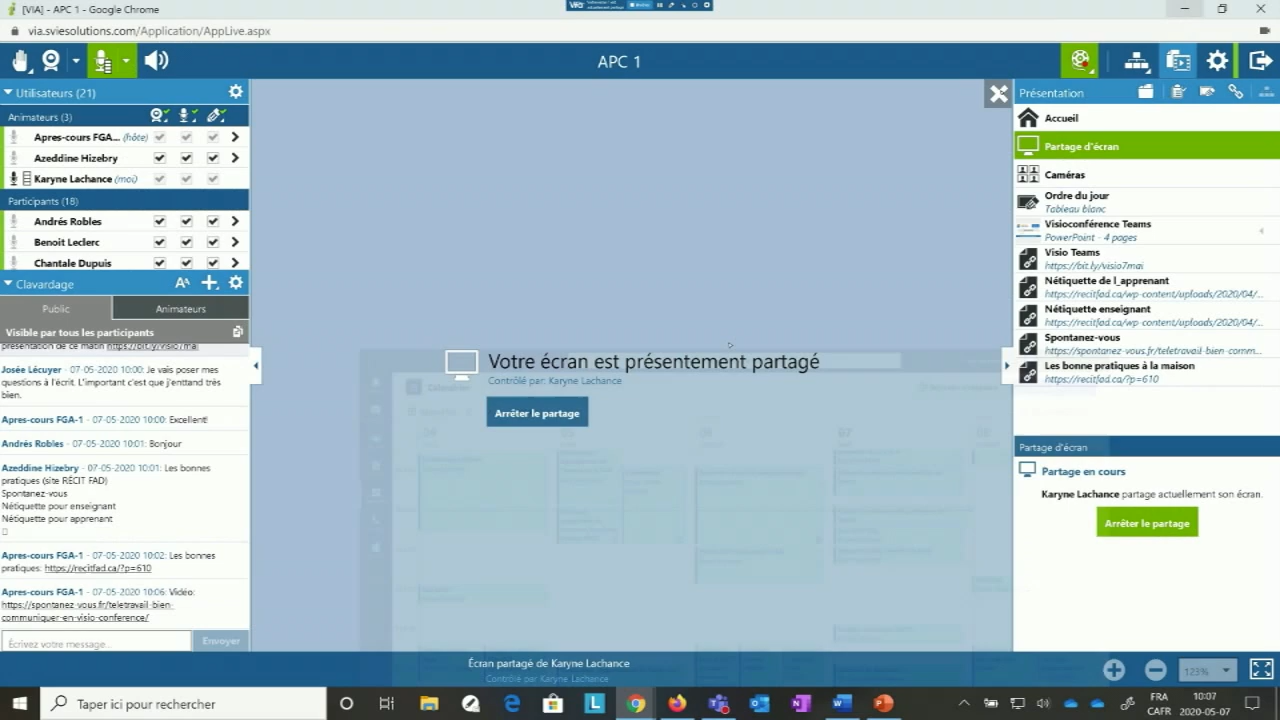 [VIA] - APC 1 - Google Chrome
via.sviesolutions.com/Application/AppLive.aspx
APC 1
Utilisateurs (21)
Animateurs (3)
Apres-cours FGA... (hôte)
Azeddine Hizebry
Karyne Lachance (moi)
Participants (18)
Andrés Robles
Benoit Leclerc
Chantale Dupuis
Clavardage
Public
Animateurs
Visible par tous les participants
présentation de ce matin https://bit.ly/visio7mai
Josée Lécuyer - 07-05-2020 10:00: Je vais poser mes
questions à l'écrit. L'important c'est que j'enttand très
bien.
Apres-cours FGA-1 - 07-05-2020 10:00: Excellent!
Andrés Robles - 07-05-2020 10:01: Bonjour
Azeddine Hizebry - 07-05-2020 10:01: Les bonnes
pratiques (site RÉCIT FAD)
Spontanez-vous
Nétiquette pour enseignant
Nétiquette pour apprenant
Apres-cours FGA-1 - 07-05-2020 10:02: Les bonnes
pratiques: https://recitfad.ca/?p=610
Apres-cours FGA-1 - 07-05-2020 10:06: Vidéo:
https://spontanez-vous.fr/teletravail-bien-
communiquer-en-visio-conference/
Écrivez votre message...
Envoyer
Votre écran est présentement partagé
Contrôlé par: Karyne Lachance
Arrêter le partage
Écran partagé de Karyne Lachance
Contrôlé par Karyne Lachance
Présentation
Accueil
Partage d'écran
Caméras
Ordre du jour
Tableau blanc
Visioconférence Teams
PowerPoint - 4 pages
Visio Teams
https://bit.ly/visio7mai
Nétiquette de l_apprenant
https://recitfad.ca/wp-content/uploads/2020/04/...
Nétiquette enseignant
https://recitfad.ca/wp-content/uploads/2020/04/...
Spontanez-vous
https://spontanez-vous.fr/teletravail-bien-comm...
Les bonne pratiques à la maison
https://recitfad.ca/?p=610
Partage d'écran
Partage en cours
Karyne Lachance partage actuellement son écran.
Arrêter le partage
123%
Taper ici pour rechercher
FRA
CAFR
10:07
2020-05-07